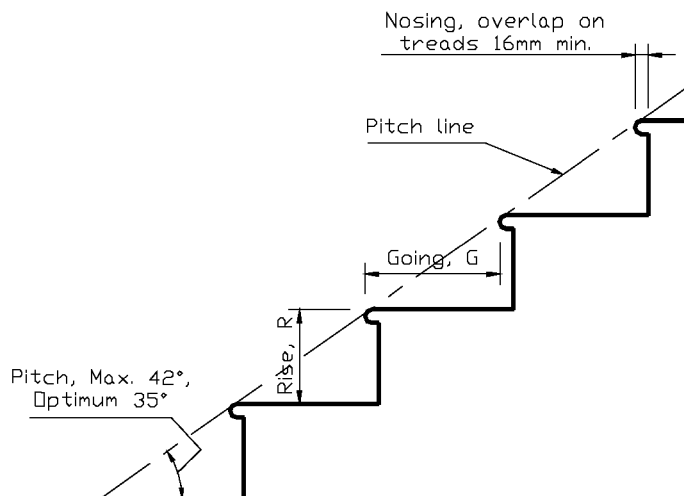 Nosing, overlap on
treads 16mm min.
Pitch line
Going, G
Rise, R
Pitch, Max. 42°,
Optimum 35°